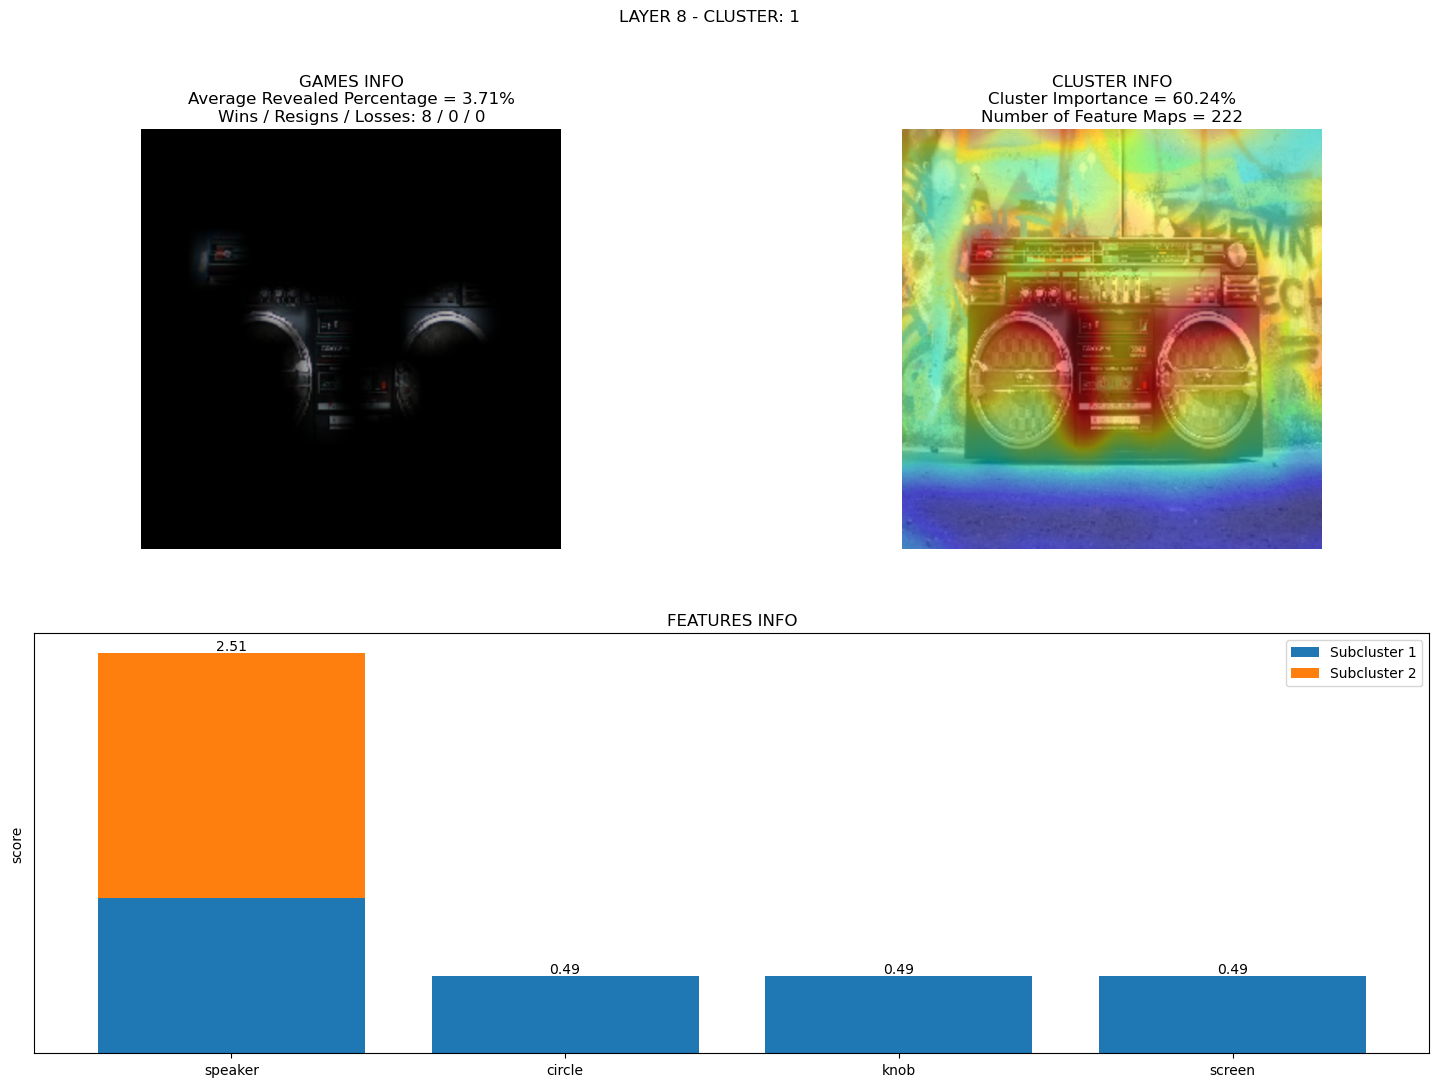 LAYER 8 - CLUSTER: 1
GAMES INFO
Average Revealed Percentage = 3.71%
Wins / Resigns / Losses: 8 / 0 / 0
CLUSTER INFO
Cluster Importance = 60.24%
Number of Feature Maps = 222
EVIN
FEATURES INFO
Subcluster 1
Subcluster 2
score
2.51
0.49
0.49
0.49
speaker
circle
knob
screen